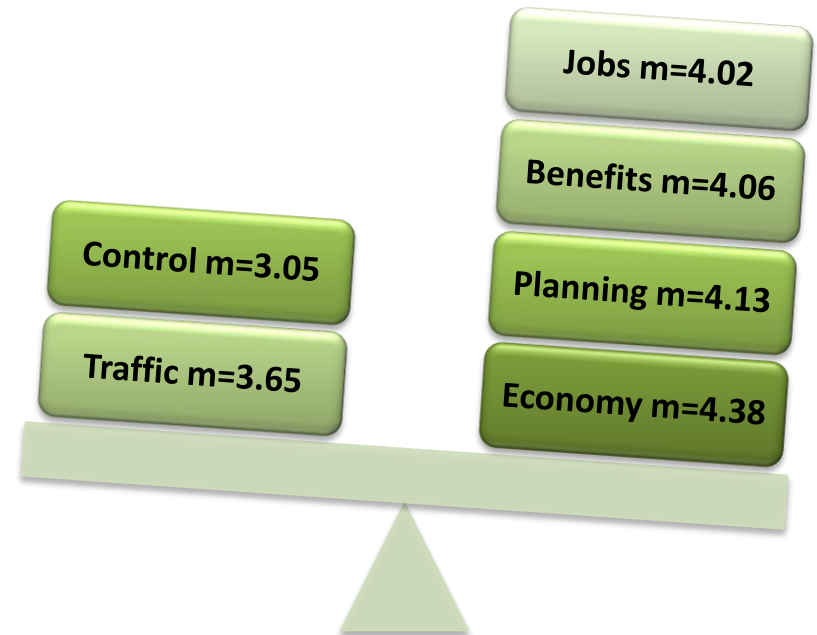 Control m=3.05
Traffic m=3.65
Jobs m=4.02
Benefits m=4.06
Planning m=4.13
Economy m=4.38